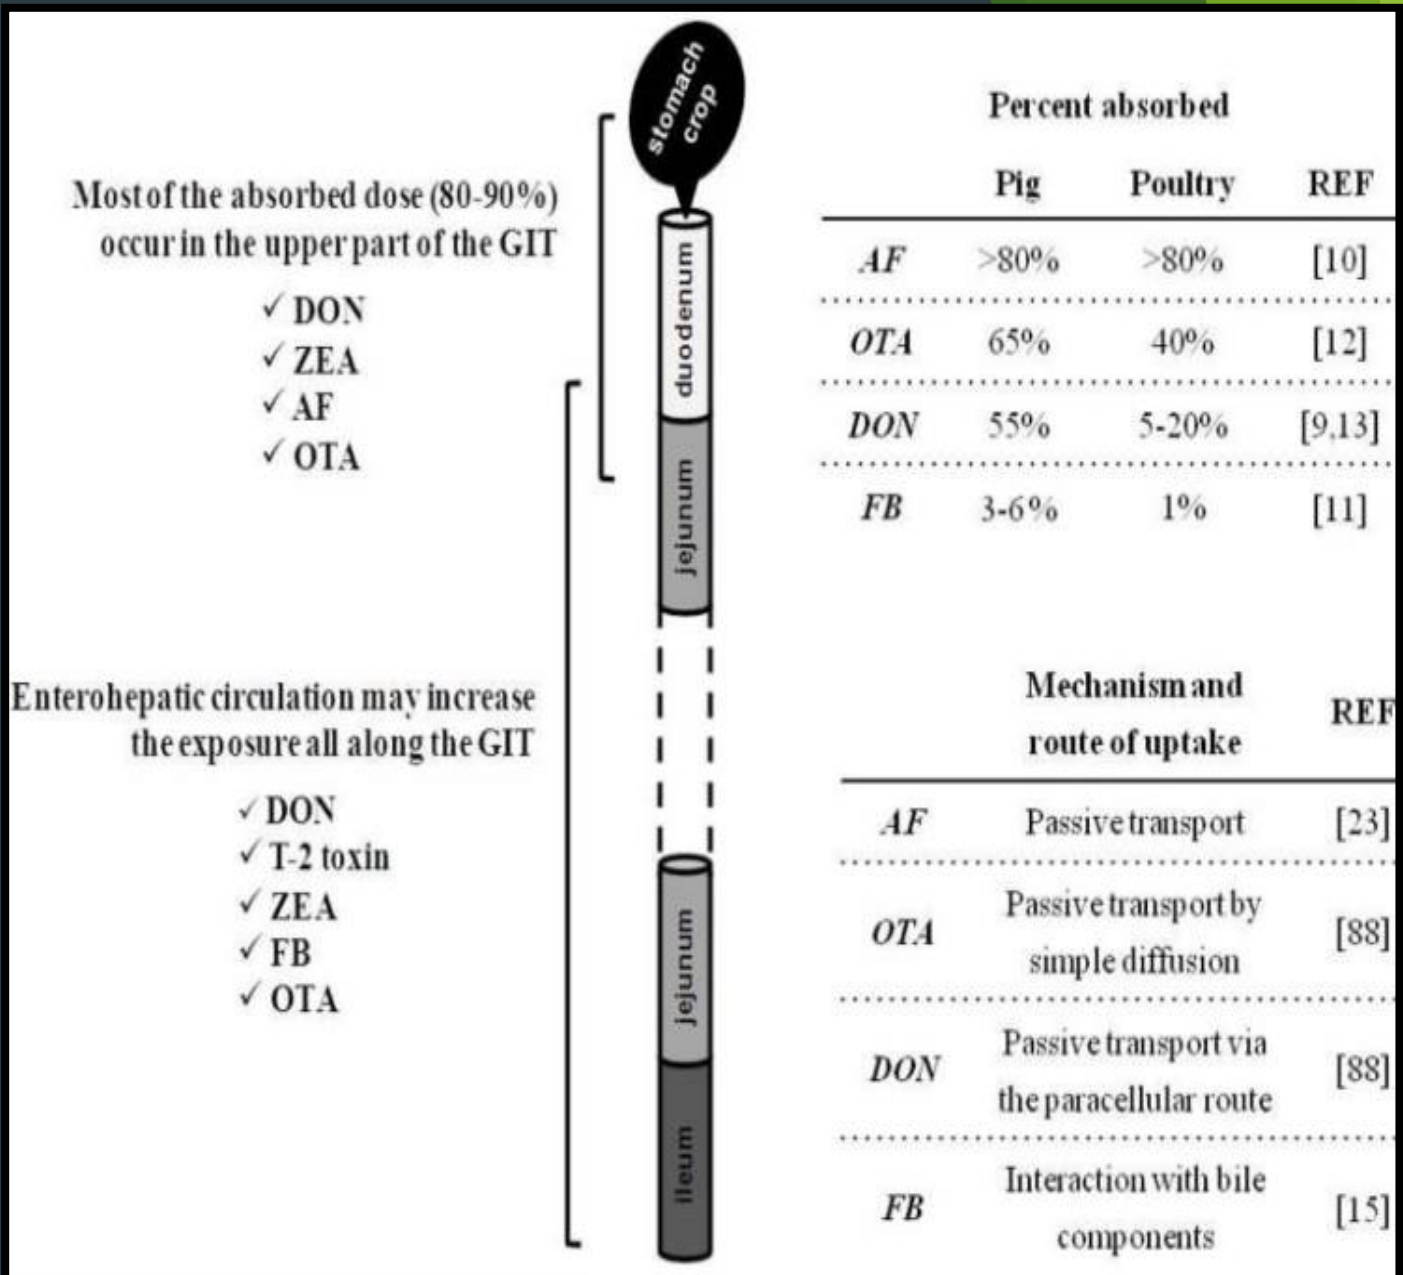 stomach
crop
duodenum
jejunum
jejunum
ileum
Most of the absorbed dose (80-90%)
occur in the upper part of the GIT
✓ DON
✓ ZEA
✓ AF
✓ OTA
Enterohepatic circulation may increase
the exposure all along the GIT
✓ DON
✓ T-2 toxin
✓ ZEA
✓ FB
✓ OTA
Percent absorbed
Pig Poultry REF
AF >80% >80% [10]
OTA 65% 40% [12]
DON 55% 5-20% [9,13]
FB 3-6% 1% [11]
Mechanism and
route of uptake REF
AF Passive transport [23]
OTA Passive transport by
simple diffusion [88]
DON Passive transport via
the paracellular route [88]
FB Interaction with bile
components [15]